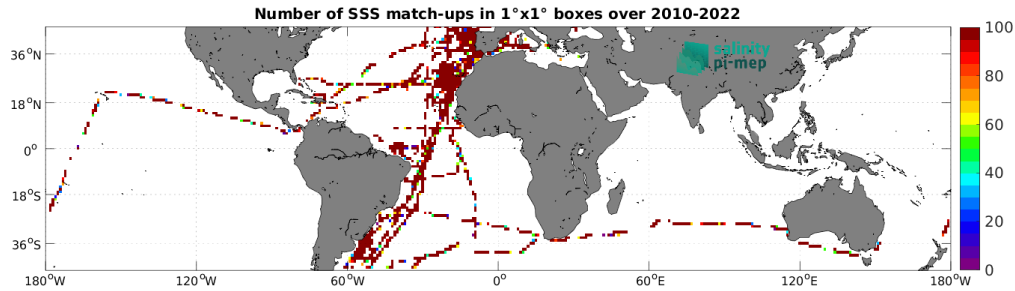 Number of SSS match-ups in 1°x1° boxes over 2010-2022
36°N
18°N
0°
18°S
36°S
180°W
120°W
60°W
0°
60°E
120°E
180°W
salinity
pi-mep
100
80
60
40
20
0